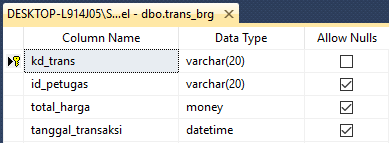 DESKTOP-L914J05\S...el - dbo.trans_brg
Column Name Data Type Allow Nulls
kd_trans varchar(20)
id_petugas varchar(20)
total_harga money
tanggal_transaksi datetime